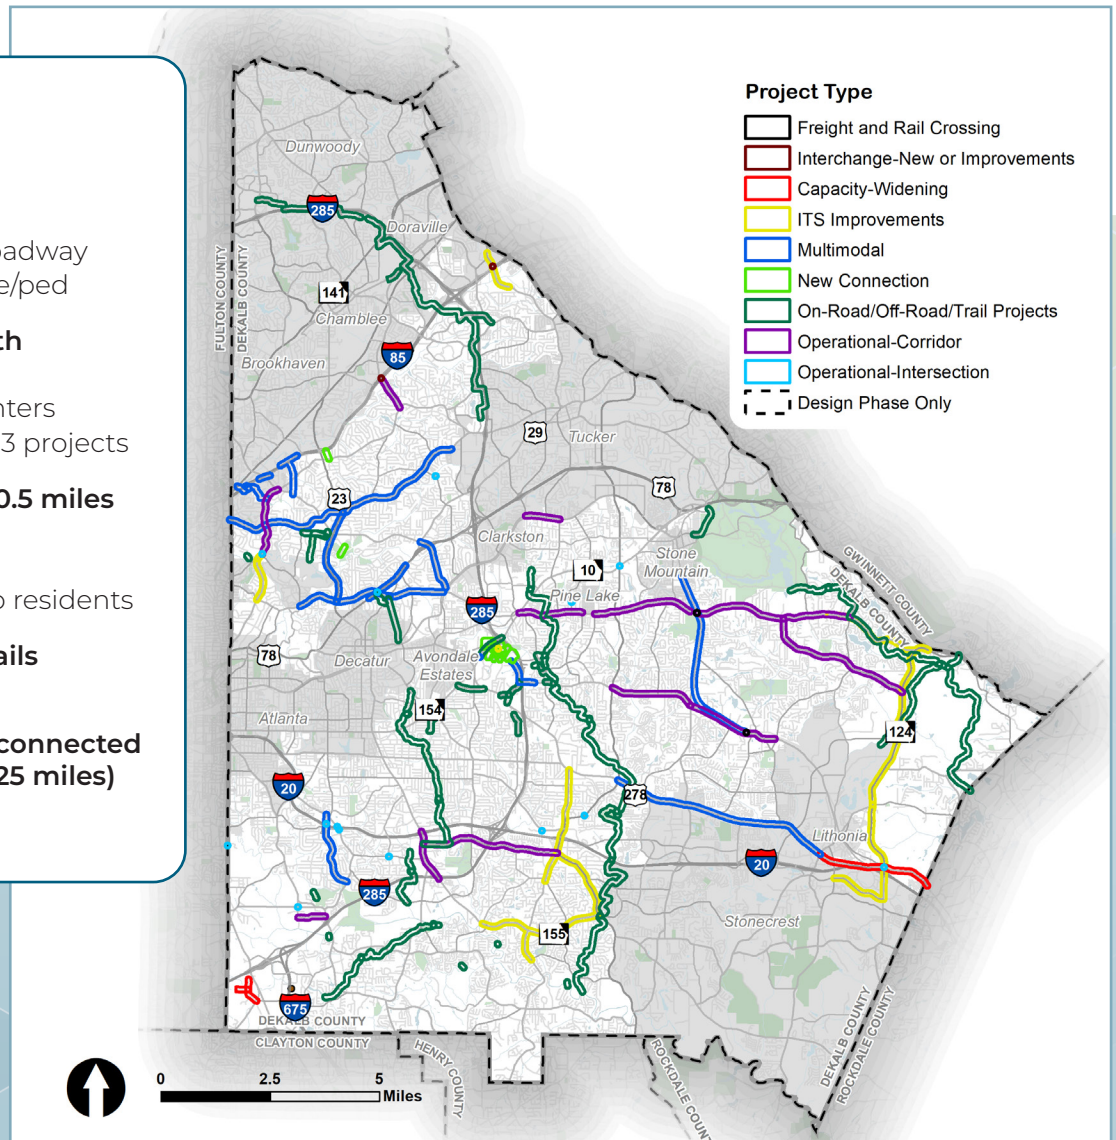 oadway
e/ped
th
nters
3 projects
0.5 miles
o residents
ails
connected
25 miles)
Project Type
Freight and Rail Crossing
Interchange-New or Improvements
Capacity-Widening
ITS Improvements
Multimodal
New Connection
On-Road/Off-Road/Trail Projects
Operational-Corridor
Operational-Intersection
Design Phase Only
Dunwoody
285
Doraville
FULTON COUNTY
DEKALB COUNTY
141
Chamblee
85
Brookhaven
29
Tucker
78
23
Clarkston
10
Stone
Mountain
Pine Lake
GWINNETT COUNTY
DEKALB COUNTY
285
78
Decatur
Avondale
Estates
154
Atlanta
124
20
278
Lithonia
20
285
Stonecrest
155
675
DEKALB COUNTY
CLAYTON COUNTY
HENRY COUNTY
ROCKDALE COUNTY
DEKALB COUNTY
DEKALB COUNTY
ROCKDALE COUNTY
0 2.5 5
Miles